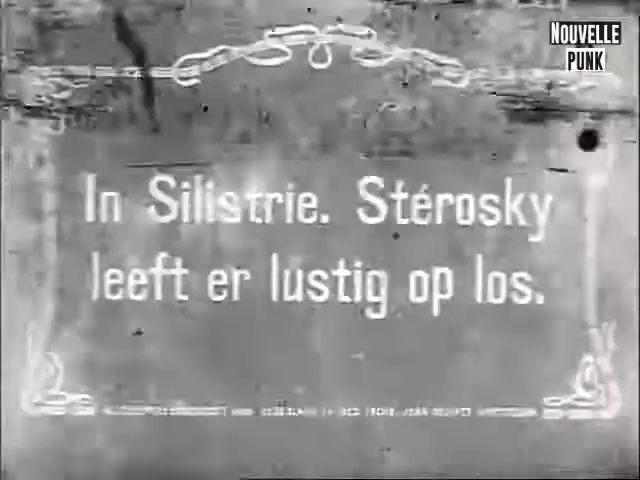 NOUVELLE
PUNK
In Silistrie. Stérosky
leeft er lustig op los.